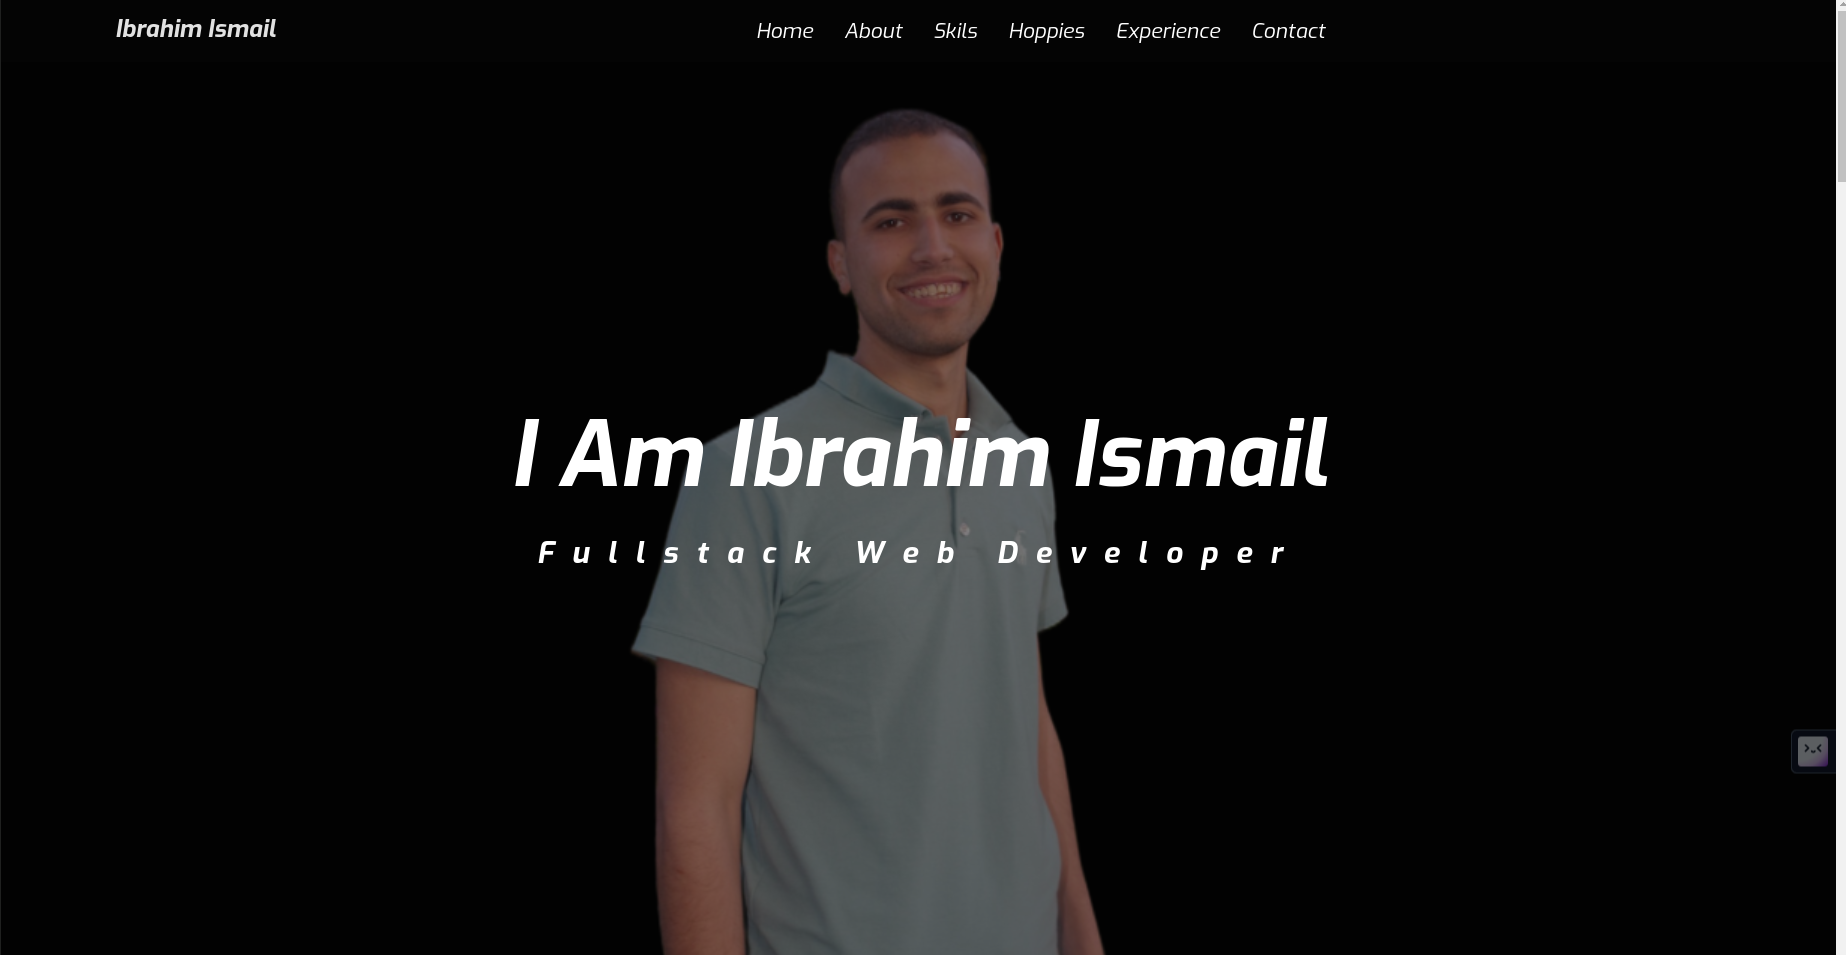 Ibrahim Ismail
Home About Skils Hoppies Experience Contact
I Am Ibrahim Ismail
Fullstack Web Developer